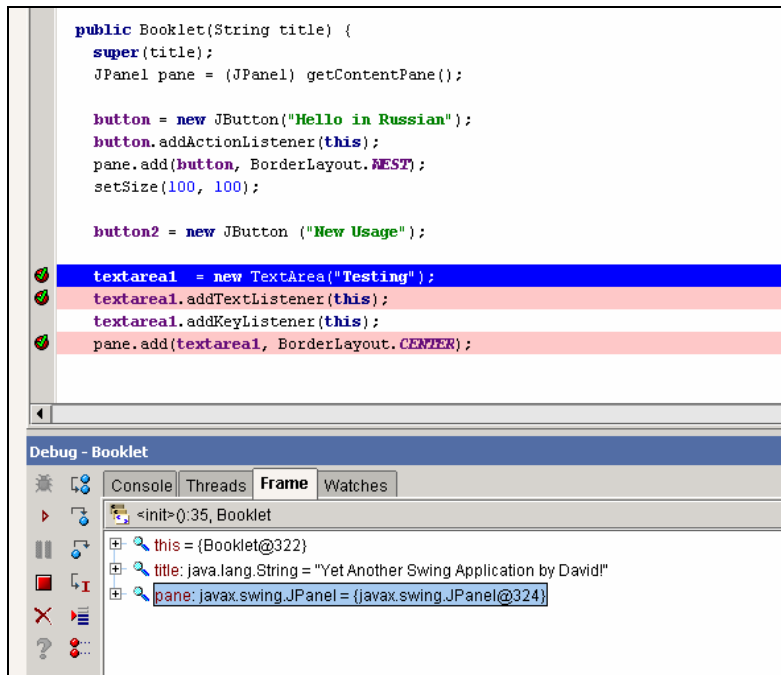 public Booklet(String title) {
super(title);
JPanel pane = (JPanel) getContentPane();
button = new JButton("Hello in Russian");
button.addActionListener(this);
pane.add(button, BorderLayout.WEST);
setSize(100, 100);
button2 = new JButton ("New Usage");
textarea1  = new TextArea("Testing");
textarea1.addTextListener(this);
textarea1.addKeyListener(this);
pane.add(textarea1, BorderLayout.CENTER);
Debug - Booklet
Console Threads Frame Watches
<init>():35, Booklet
this = {Booklet@322}
title: java.lang.String = "Yet Another Swing Application by David!"
pane: javax.swing.JPanel = {javax.swing.JPanel@324}